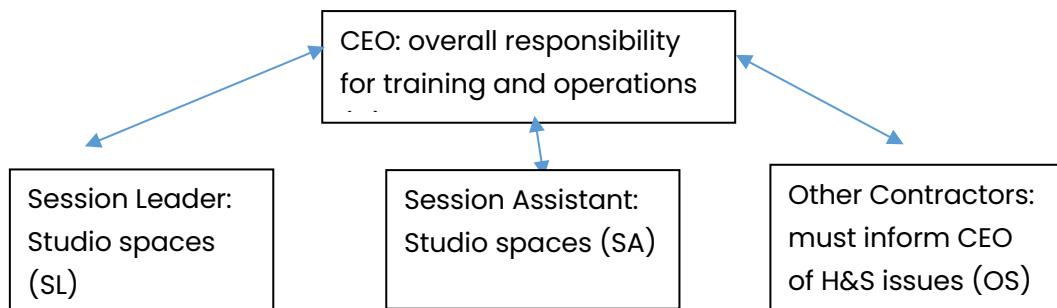 CEO: overall responsibility
for training and operations
Session Leader:
Studio spaces
(SL)
Session Assistant:
Studio spaces (SA)
Other Contractors:
must inform CEO
of H&S issues (OS)